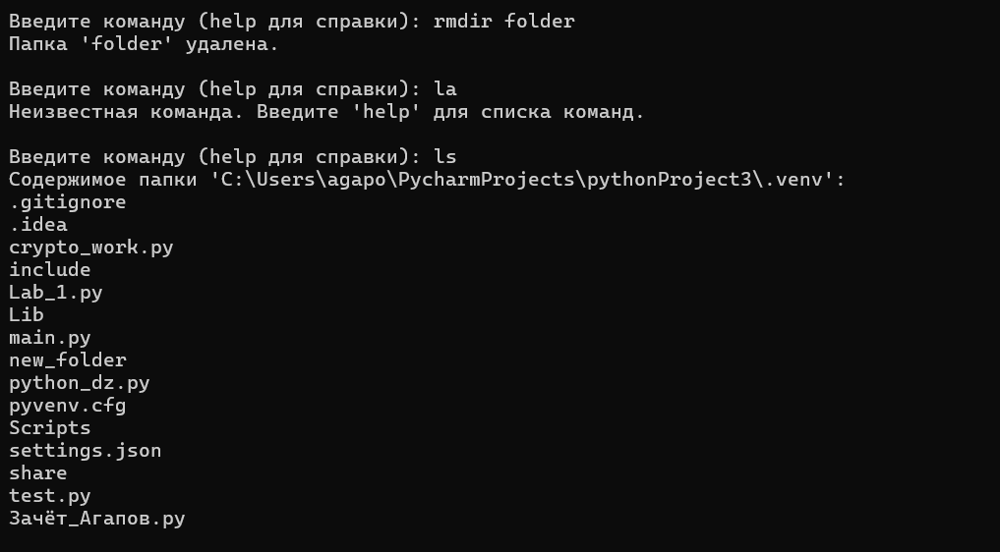 Введите команду (help для справки): rmdir folder
Папка 'folder' удалена.
Введите команду (help для справки): la
Неизвестная команда. Введите 'help' для списка команд.
Введите команду (help для справки): ls
Содержимое папки 'C:\Users\agapo\PycharmProjects\pythonProject3\.venv':
.gitignore
.idea
crypto_work.py
include
Lab_1.py
Lib
main.py
new_folder
python_dz.py
pyvenv.cfg
Scripts
settings.json
share
test.py
Зачёт_Агапов.py